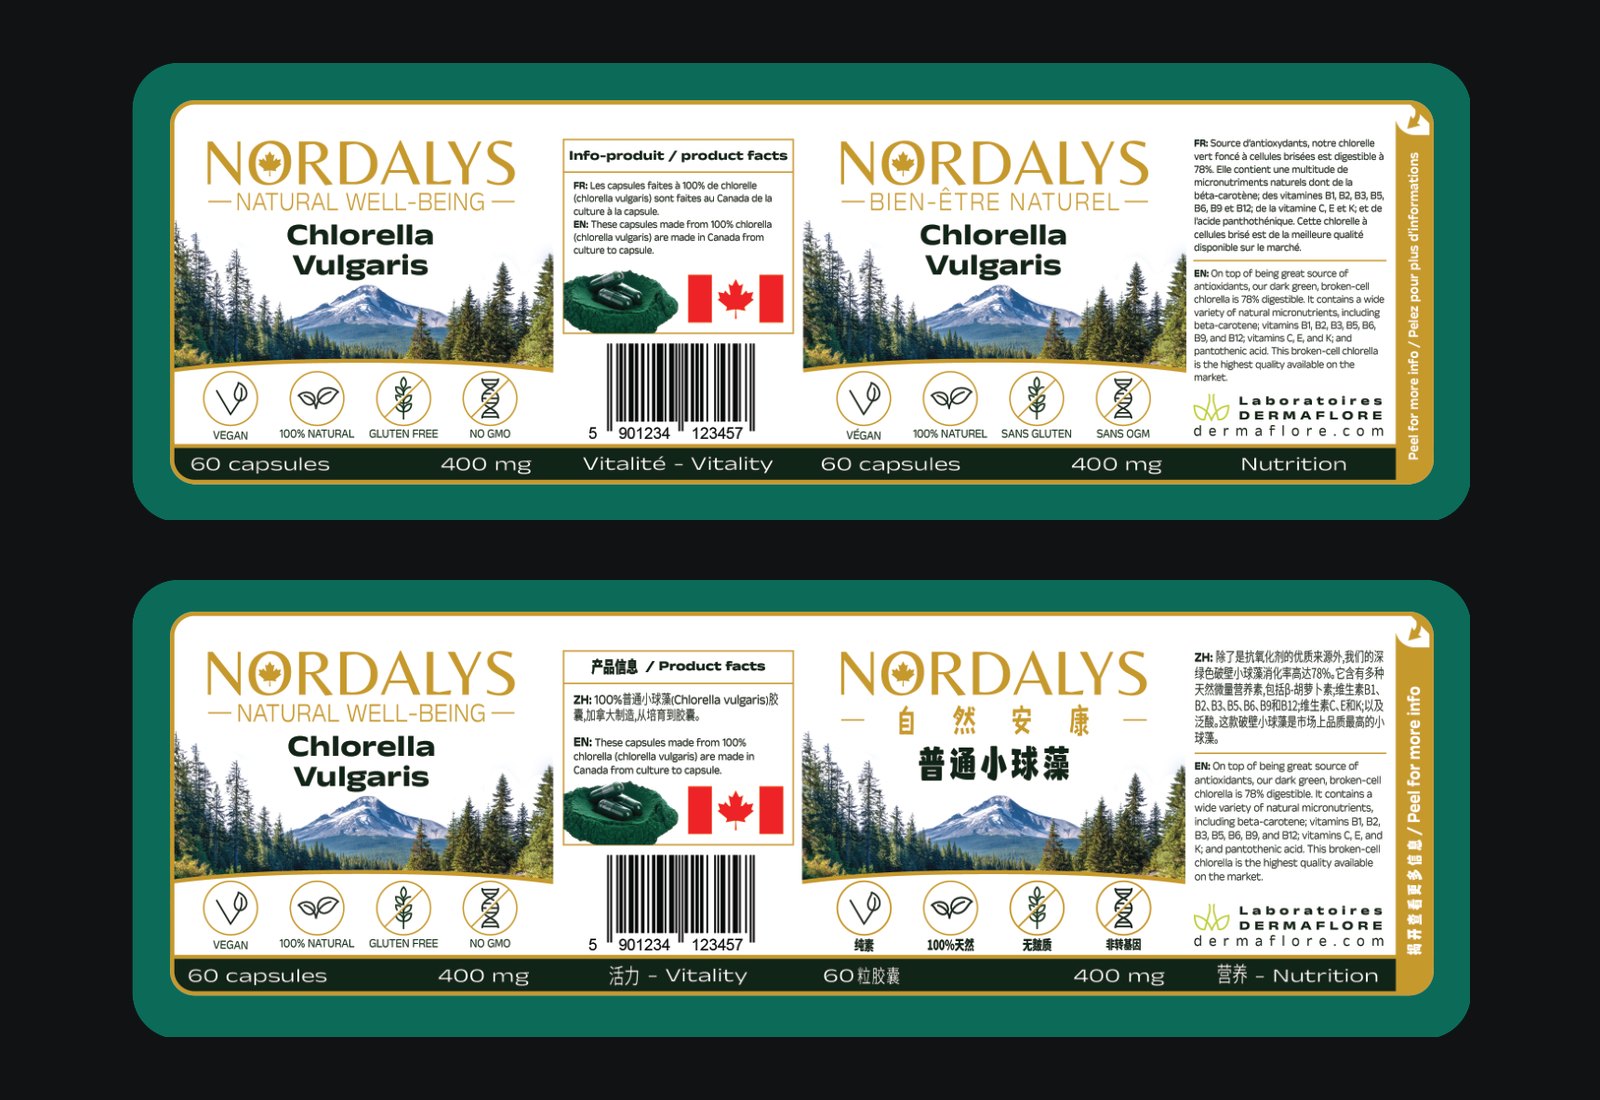 NORDALYS
NATURAL WELL-BEING
Chlorella
Vulgaris
VEGAN
100% NATURAL
GLUTEN FREE
NO GMO
60 capsules
400 mg
Info-produit / product facts
FR: Les capsules faites à 100% de chlorelle
(chlorella vulgaris) sont faites au Canada de la
culture à la capsule.
EN: These capsules made from 100% chlorella
(chlorella vulgaris) are made in Canada from
culture to capsule.
5 901234 123457
Vitalité - Vitality
NORDALYS
BIEN-ÊTRE NATUREL
Chlorella
Vulgaris
VÉGAN
100% NATUREL
SANS GLUTEN
SANS OGM
60 capsules
400 mg
FR: Source d'antioxydants, notre chlorelle
vert foncé à cellules brisées est digestible à
78%. Elle contient une multitude de
micronutriments naturels dont de la
béta-carotène; des vitamines B1, B2, B3, B5,
B6, B9 et B12; de la vitamine C, E et K; et de
l'acide panthothénique. Cette chlorelle à
cellules brisé est de la meilleure qualité
disponible sur le marché.
EN: On top of being great source of
antioxidants, our dark green, broken-cell
chlorella is 78% digestible. It contains a wide
variety of natural micronutrients, including
beta-carotene; vitamins B1, B2, B3, B5, B6,
B9, and B12; vitamins C, E, and K; and
pantothenic acid. This broken-cell chlorella
is the highest quality available on the
market.
Laboratoires
DERMAFLORE
dermaflore.com
Nutrition
Peel for more info / Pelez pour plus d'informations
NORDALYS
NATURAL WELL-BEING
Chlorella
Vulgaris
VEGAN
100% NATURAL
GLUTEN FREE
NO GMO
60 capsules
400 mg
产品信息 / Product facts
ZH: 100%普通小球藻(Chlorella vulgaris)胶
囊,加拿大制造,从培育到胶囊。
EN: These capsules made from 100%
chlorella (chlorella vulgaris) are made in
Canada from culture to capsule.
5 901234 123457
活力 - Vitality
NORDALYS
自然安康
普通小球藻
纯素
100%天然
无麸质
非转基因
60粒胶囊
400 mg
ZH: 除了是抗氧化剂的优质来源外,我们的深
绿色破壁小球藻消化率高达78%。它含有多种
天然微量营养素,包括β-胡萝卜素;维生素B1、
B2、B3、B5、B6、B9和B12;维生素C、E和K;以及
泛酸。这款破壁小球藻是市场上品质最高的小
球藻。
EN: On top of being great source of
antioxidants, our dark green, broken-cell
chlorella is 78% digestible. It contains a
wide variety of natural micronutrients,
including beta-carotene; vitamins B1, B2,
B3, B5, B6, B9, and B12; vitamins C, E, and
K; and pantothenic acid. This broken-cell
chlorella is the highest quality available
on the market.
Laboratoires
DERMAFLORE
dermaflore.com
营养 - Nutrition
揭开查看更多信息 / Peel for more info